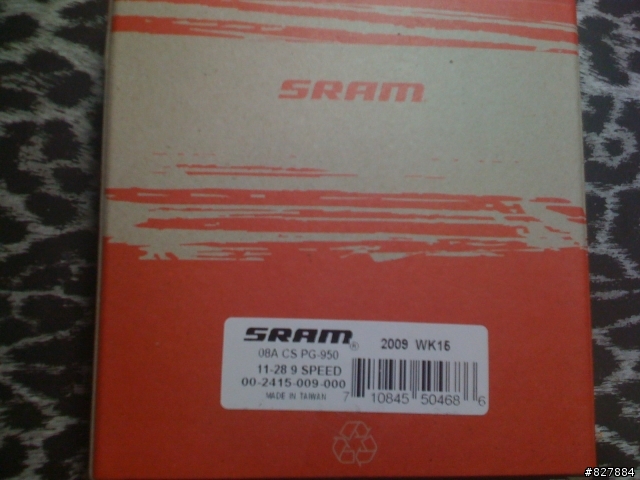 SRAM
SRAM® 2009 WK16
08A CS PG-950
11-28 9 SPEED
00-2415-009-000
MADE IN TAIWAN
7 10845 50468 6
#827884